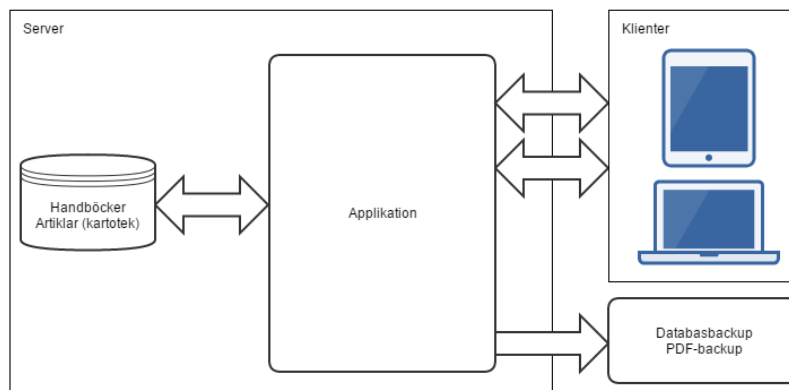 Server
Klienter
Handböcker
Artiklar (kartotek)
Applikation
Databasbackup
PDF-backup